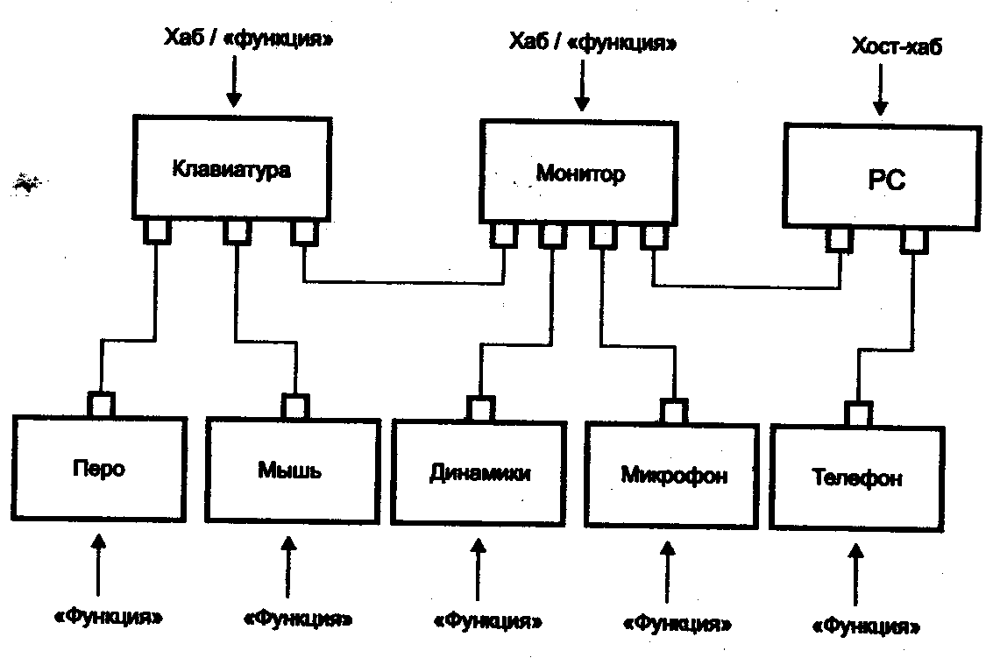 Хаб / «функция»
Хаб / «функция»
Хост-хаб
Клавиатура
Монитор
PC
Перо
Мышь
Динамики
Микрофон
Телефон
«Функция»
«Функция»
«Функция»
«Функция»
«Функция»